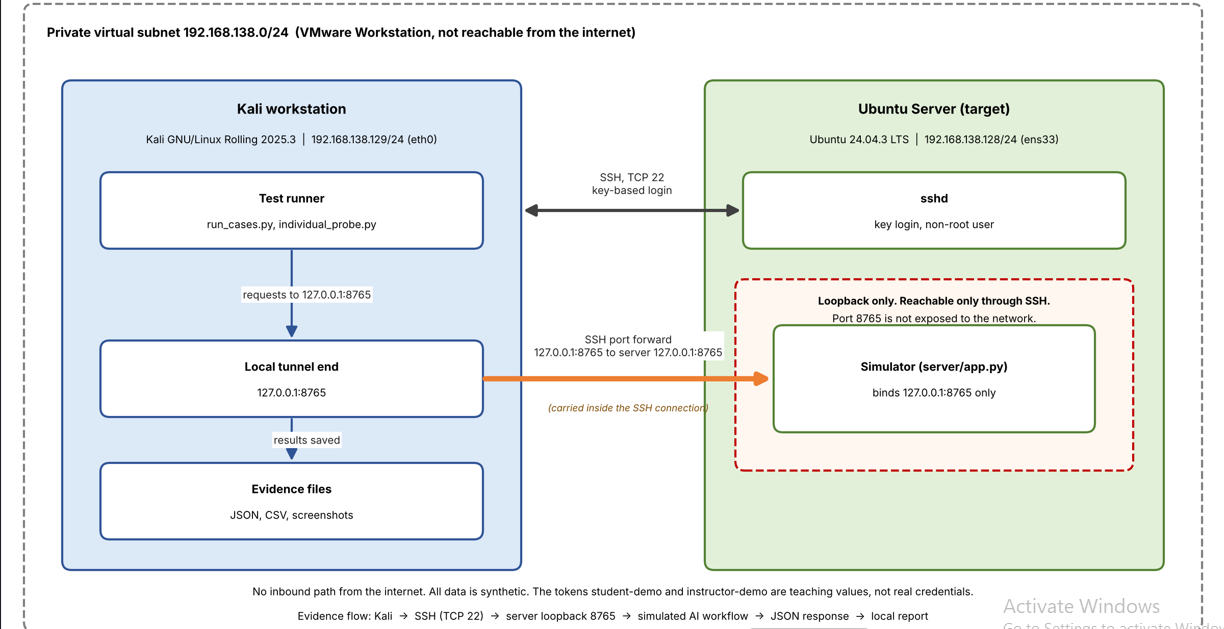 Private virtual subnet 192.168.138.0/24 (VMware Workstation, not reachable from the internet)
Kali workstation
Kali GNU/Linux Rolling 2025.3 | 192.168.138.129/24 (eth0)
Test runner
run_cases.py, individual_probe.py
requests to 127.0.0.1:8765
Local tunnel end
127.0.0.1:8765
results saved
Evidence files
JSON, CSV, screenshots
SSH, TCP 22
key-based login
SSH port forward
127.0.0.1:8765 to server 127.0.0.1:8765
(carried inside the SSH connection)
Ubuntu Server (target)
Ubuntu 24.04.3 LTS | 192.168.138.128/24 (ens33)
sshd
key login, non-root user
Loopback only. Reachable only through SSH.
Port 8765 is not exposed to the network.
Simulator (server/app.py)
binds 127.0.0.1:8765 only
No inbound path from the internet. All data is synthetic. The tokens student-demo and instructor-demo are teaching values, not real credentials.
Evidence flow: Kali → SSH (TCP 22) → server loopback 8765 → simulated AI workflow → JSON response → local report
Activate Windows
Go to Settings to activate